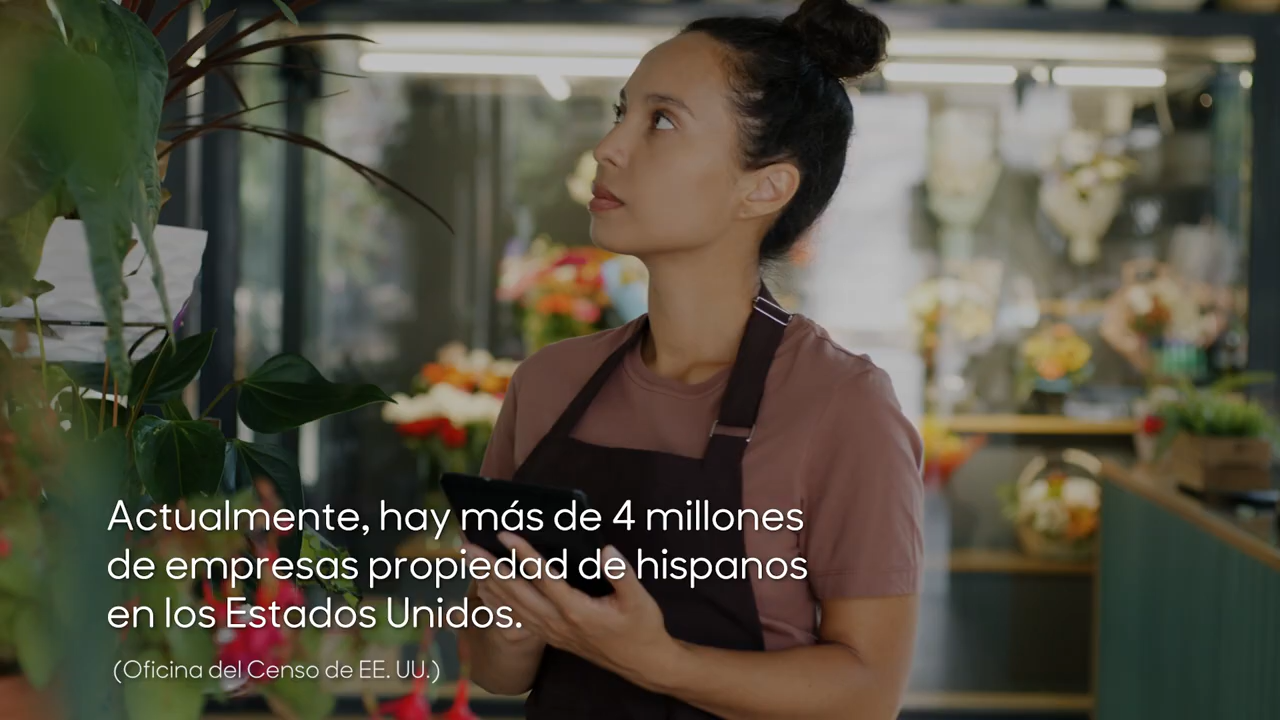 Actualmente, hay más de 4 millones
de empresas propiedad de hispanos
en los Estados Unidos.
(Oficina del Censo de EE. UU.)